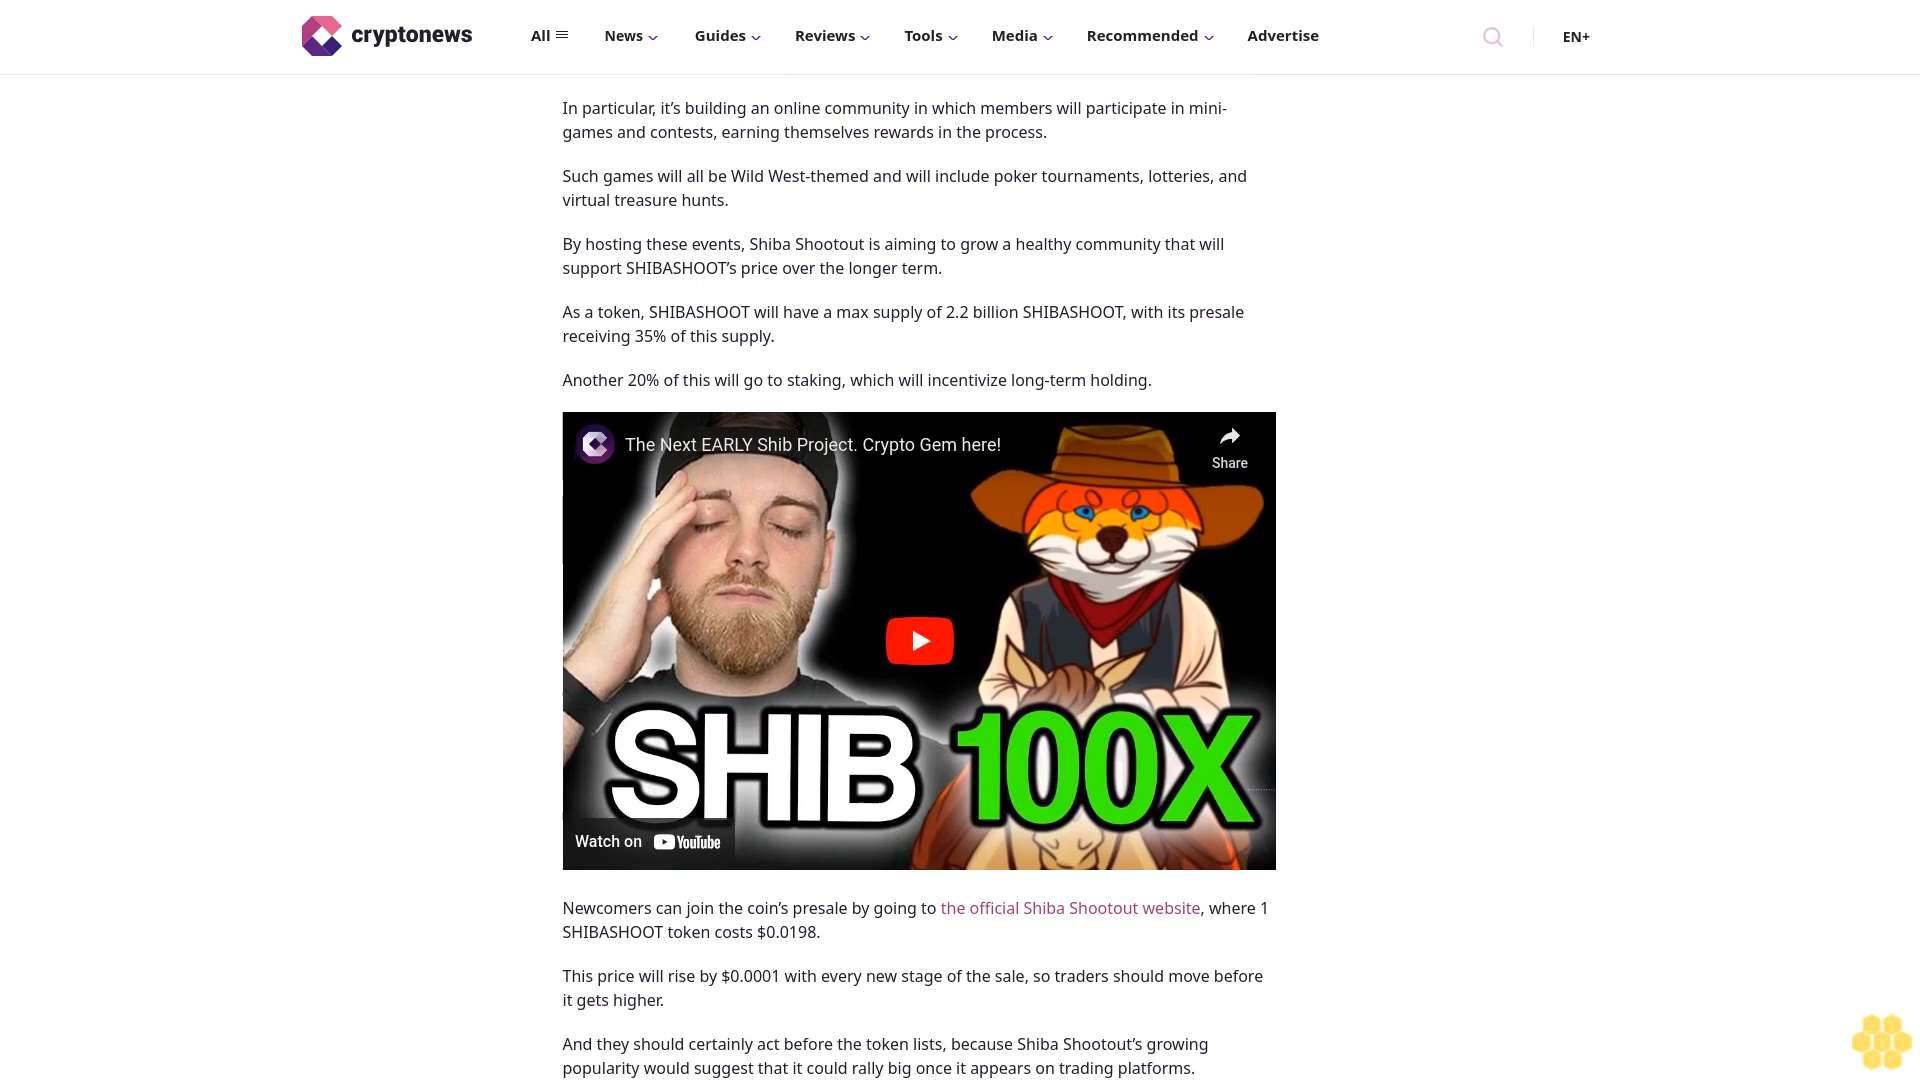 cryptonews
All
News
Guides
Reviews
Tools
Media
Recommended
Advertise
EN+
In particular, it’s building an online community in which members will participate in mini-
games and contests, earning themselves rewards in the process.
Such games will all be Wild West-themed and will include poker tournaments, lotteries, and
virtual treasure hunts.
By hosting these events, Shiba Shootout is aiming to grow a healthy community that will
support SHIBASHOOT’s price over the longer term.
As a token, SHIBASHOOT will have a max supply of 2.2 billion SHIBASHOOT, with its presale
receiving 35% of this supply.
Another 20% of this will go to staking, which will incentivize long-term holding.
The Next EARLY Shib Project. Crypto Gem here!
Share
SHIB 100X
Watch on YouTube
Newcomers can join the coin’s presale by going to the official Shiba Shootout website, where 1
SHIBASHOOT token costs $0.0198.
This price will rise by $0.0001 with every new stage of the sale, so traders should move before
it gets higher.
And they should certainly act before the token lists, because Shiba Shootout’s growing
popularity would suggest that it could rally big once it appears on trading platforms.